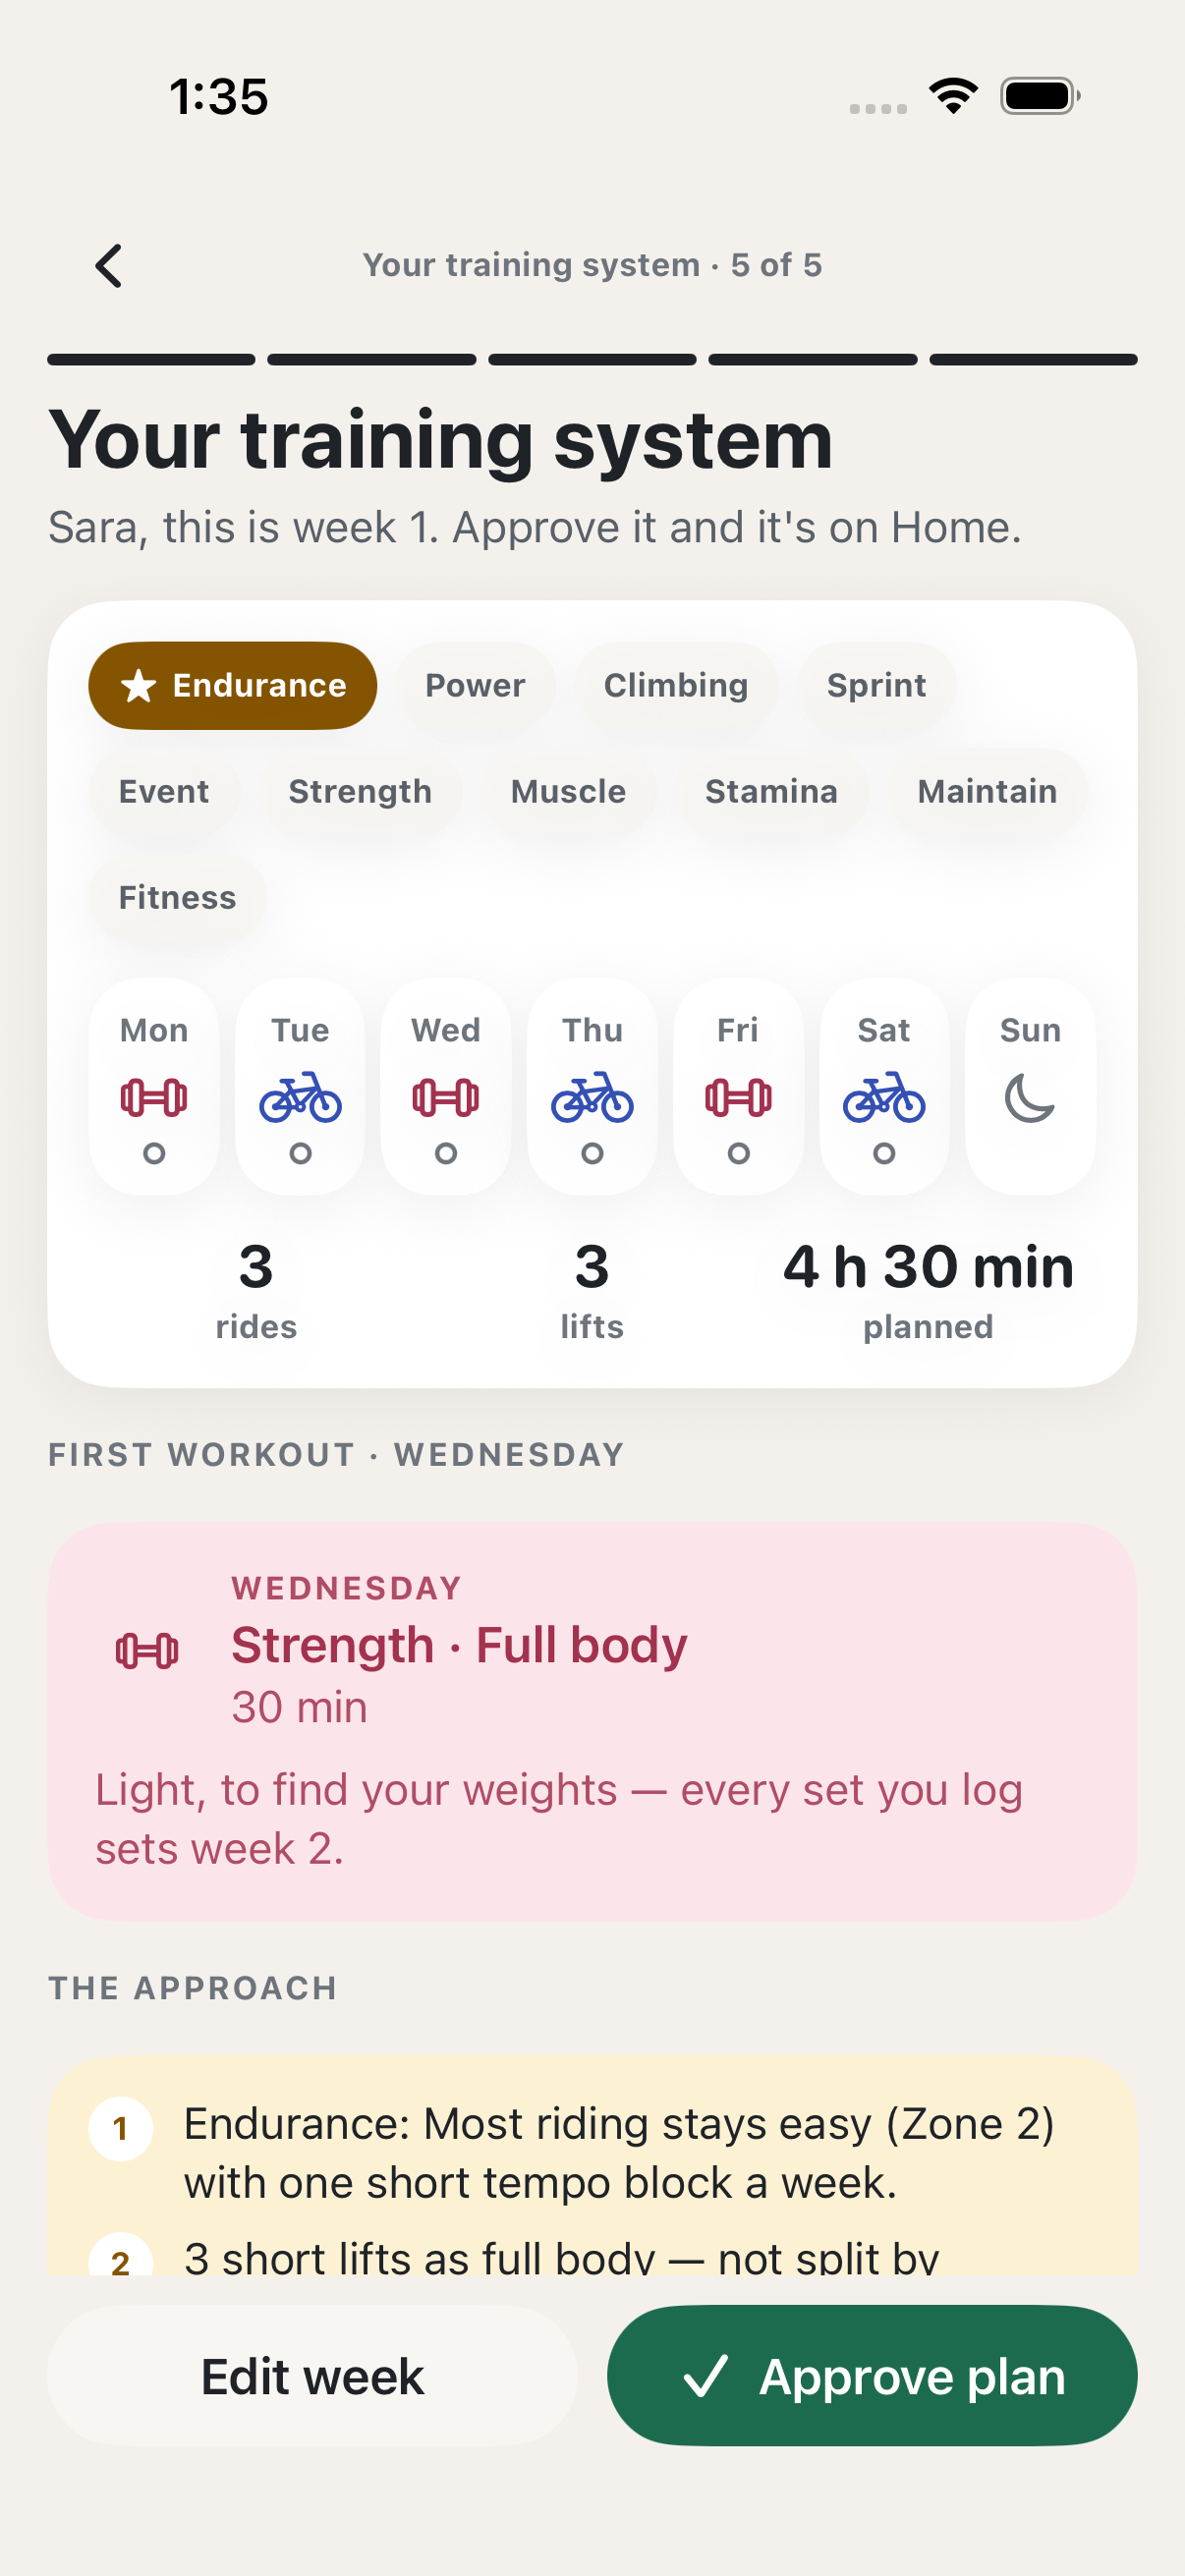 1:35
Your training system · 5 of 5
Your training system
Sara, this is week 1. Approve it and it's on Home.
Endurance Power Climbing Sprint
Event Strength Muscle Stamina Maintain
Fitness
Mon Tue Wed Thu Fri Sat Sun
3 3 4 h 30 min
rides lifts planned
FIRST WORKOUT · WEDNESDAY
WEDNESDAY
Strength · Full body
30 min
Light, to find your weights — every set you log
sets week 2.
THE APPROACH
1 Endurance: Most riding stays easy (Zone 2)
with one short tempo block a week.
2 3 short lifts as full body — not split by
Edit week Approve plan